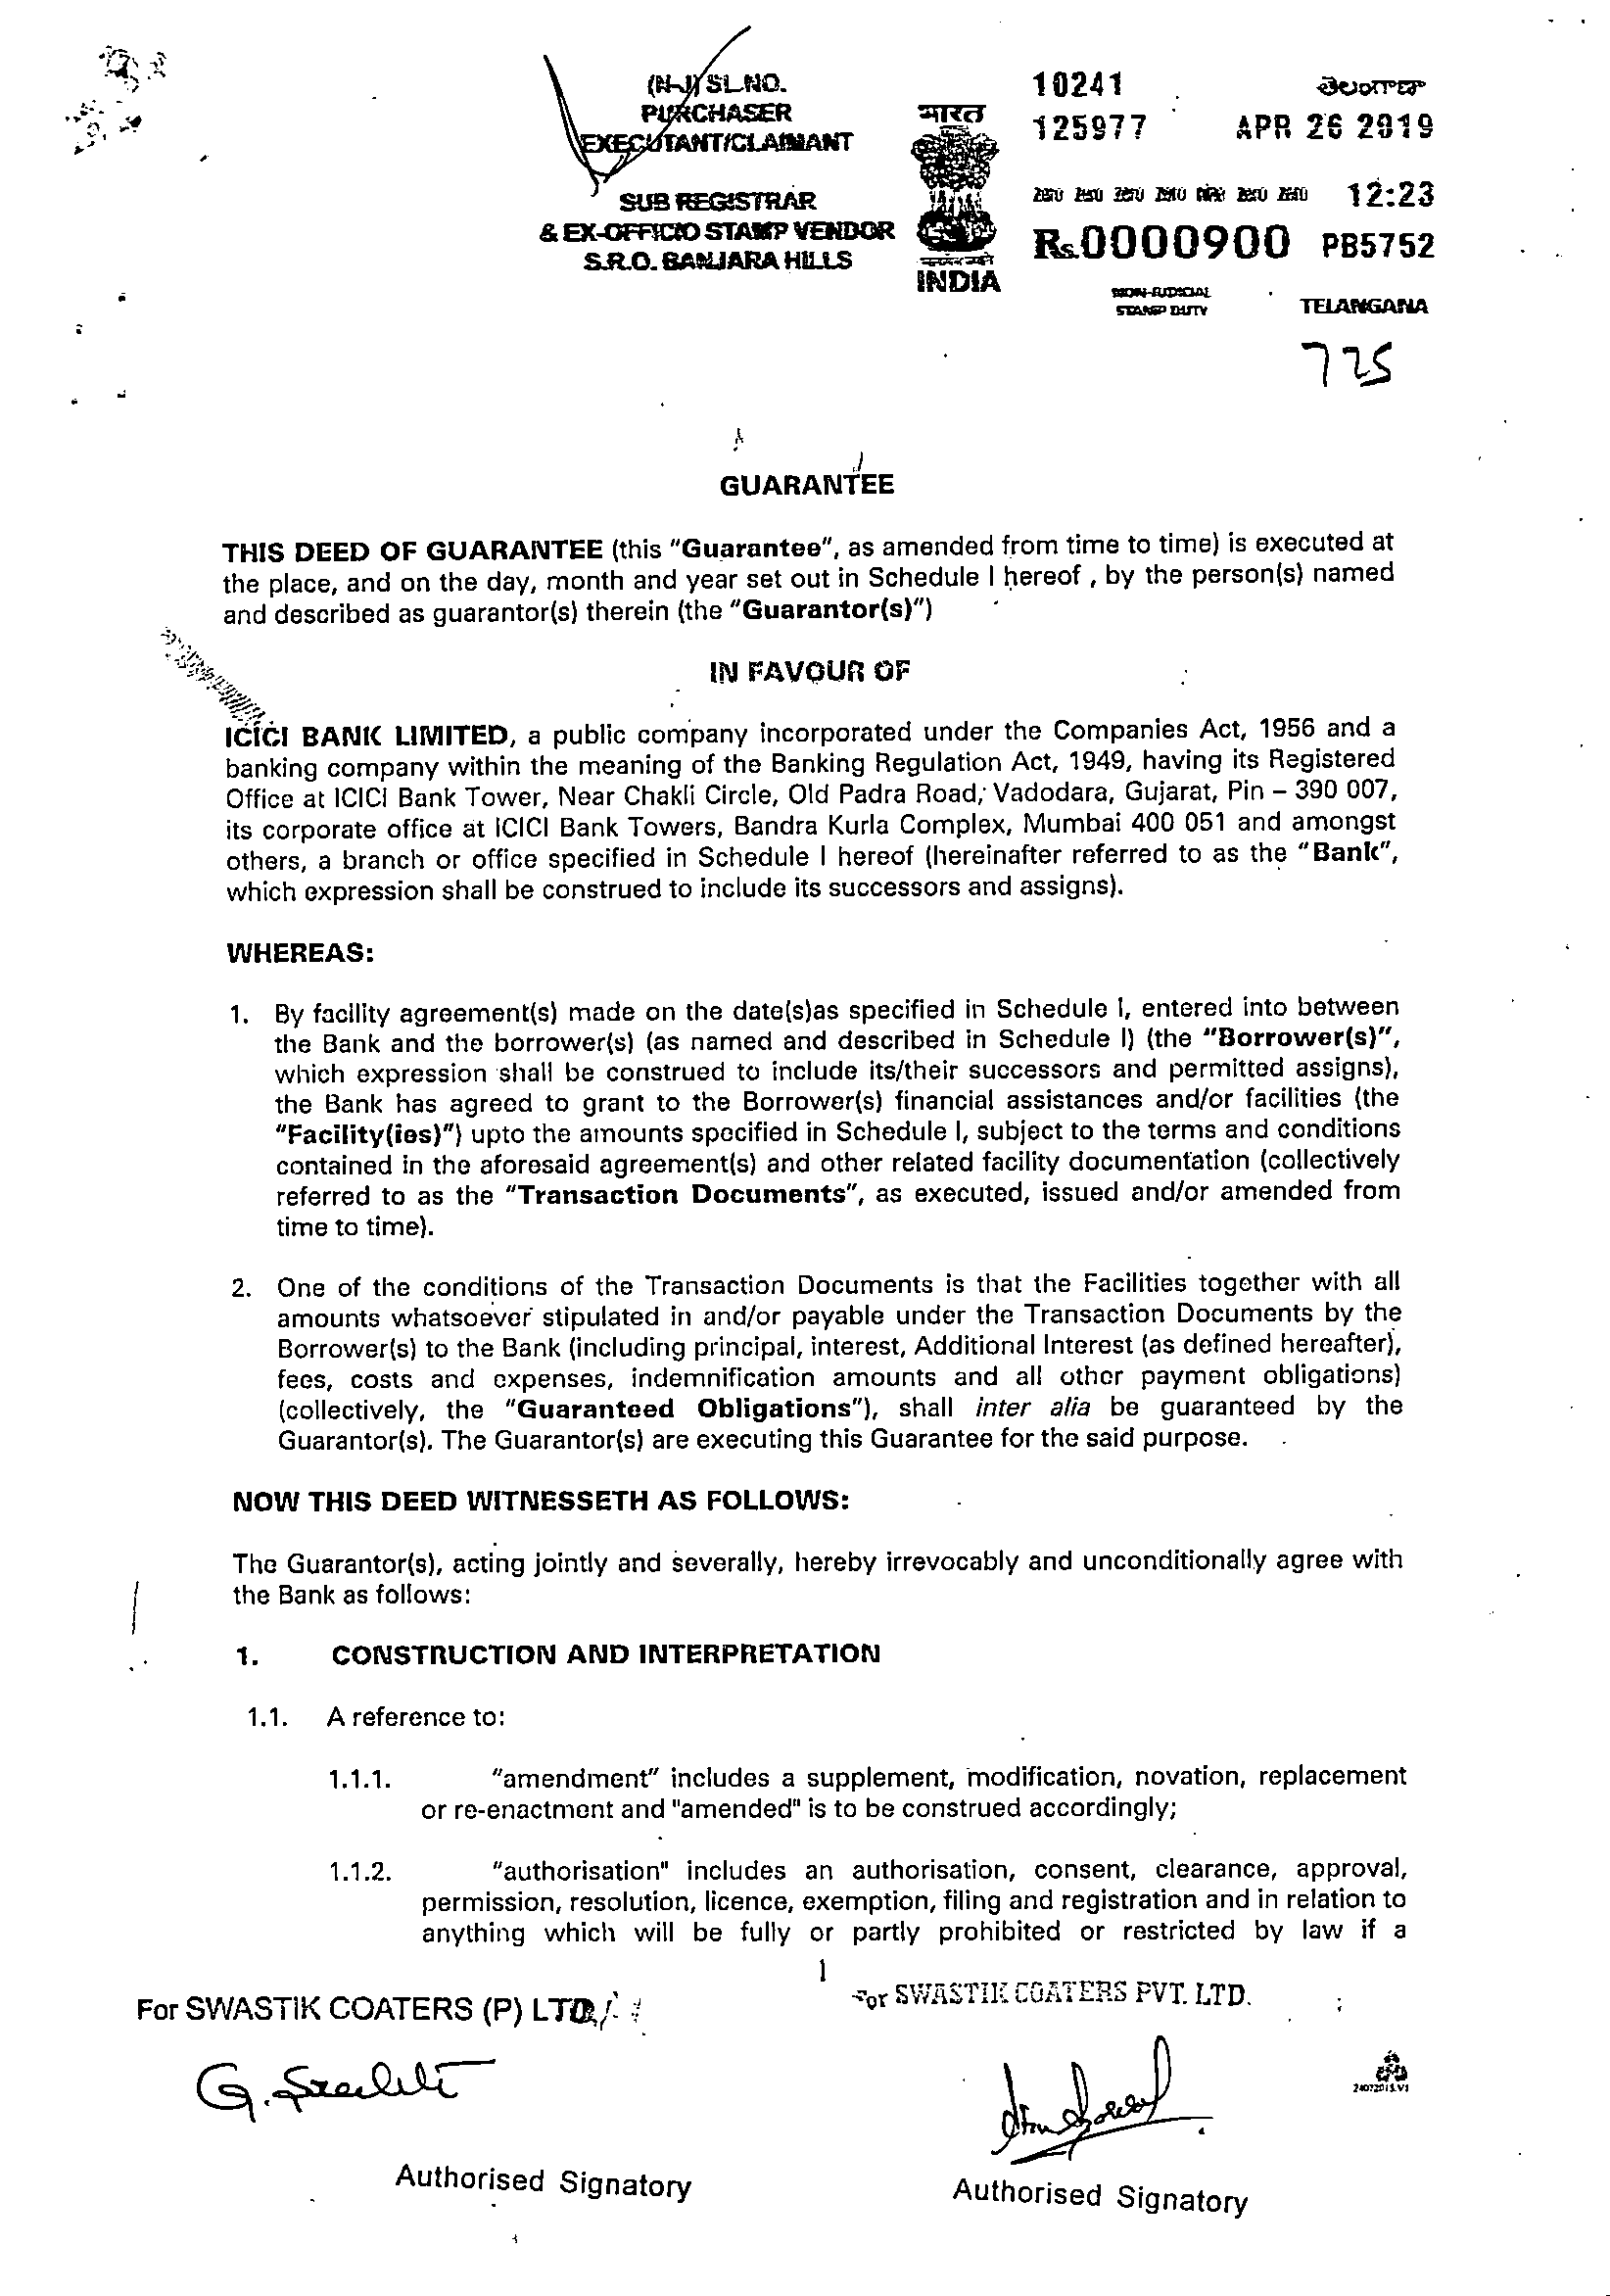 (N-J) SL.NO.
PURCHASER
EXECUTANT/CLAIMANT
SUB REGISTRAR
& EX-OFFICIO STAMP VENDOR
S.R.O. BANJARA HILLS
भारत
INDIA
10241 తెలంగాణ
125977 APR 26 2019
12:23
Rs.0000900 PB5752
NON-JUDICIAL
STAMP DUTY
TELANGANA
725
GUARANTEE
THIS DEED OF GUARANTEE (this "Guarantee", as amended from time to time) is executed at
the place, and on the day, month and year set out in Schedule I hereof , by the person(s) named
and described as guarantor(s) therein (the "Guarantor(s)")
IN FAVOUR OF
ICICI BANK LIMITED, a public company incorporated under the Companies Act, 1956 and a
banking company within the meaning of the Banking Regulation Act, 1949, having its Registered
Office at ICICI Bank Tower, Near Chakli Circle, Old Padra Road, Vadodara, Gujarat, Pin – 390 007,
its corporate office at ICICI Bank Towers, Bandra Kurla Complex, Mumbai 400 051 and amongst
others, a branch or office specified in Schedule I hereof (hereinafter referred to as the "Bank",
which expression shall be construed to include its successors and assigns).
WHEREAS:
1. By facility agreement(s) made on the date(s)as specified in Schedule I, entered into between
the Bank and the borrower(s) (as named and described in Schedule I) (the "Borrower(s)",
which expression shall be construed to include its/their successors and permitted assigns),
the Bank has agreed to grant to the Borrower(s) financial assistances and/or facilities (the
"Facility(ies)") upto the amounts specified in Schedule I, subject to the terms and conditions
contained in the aforesaid agreement(s) and other related facility documentation (collectively
referred to as the "Transaction Documents", as executed, issued and/or amended from
time to time).
2. One of the conditions of the Transaction Documents is that the Facilities together with all
amounts whatsoever stipulated in and/or payable under the Transaction Documents by the
Borrower(s) to the Bank (including principal, interest, Additional Interest (as defined hereafter),
fees, costs and expenses, indemnification amounts and all other payment obligations)
(collectively, the "Guaranteed Obligations"), shall inter alia be guaranteed by the
Guarantor(s). The Guarantor(s) are executing this Guarantee for the said purpose.
NOW THIS DEED WITNESSETH AS FOLLOWS:
The Guarantor(s), acting jointly and severally, hereby irrevocably and unconditionally agree with
the Bank as follows:
1. CONSTRUCTION AND INTERPRETATION
1.1. A reference to:
1.1.1. "amendment" includes a supplement, modification, novation, replacement
or re-enactment and "amended" is to be construed accordingly;
1.1.2. "authorisation" includes an authorisation, consent, clearance, approval,
permission, resolution, licence, exemption, filing and registration and in relation to
anything which will be fully or partly prohibited or restricted by law if a
1
For SWASTIK COATERS (P) LTD.
For SWASTIK COATERS PVT. LTD.
24072015.V1
Authorised Signatory
Authorised Signatory